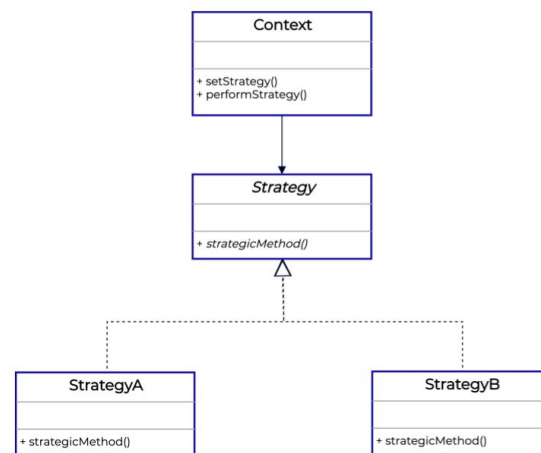 Context
+ setStrategy()
+ performStrategy()
Strategy
+ strategicMethod()
StrategyA
+ strategicMethod()
StrategyB
+ strategicMethod()